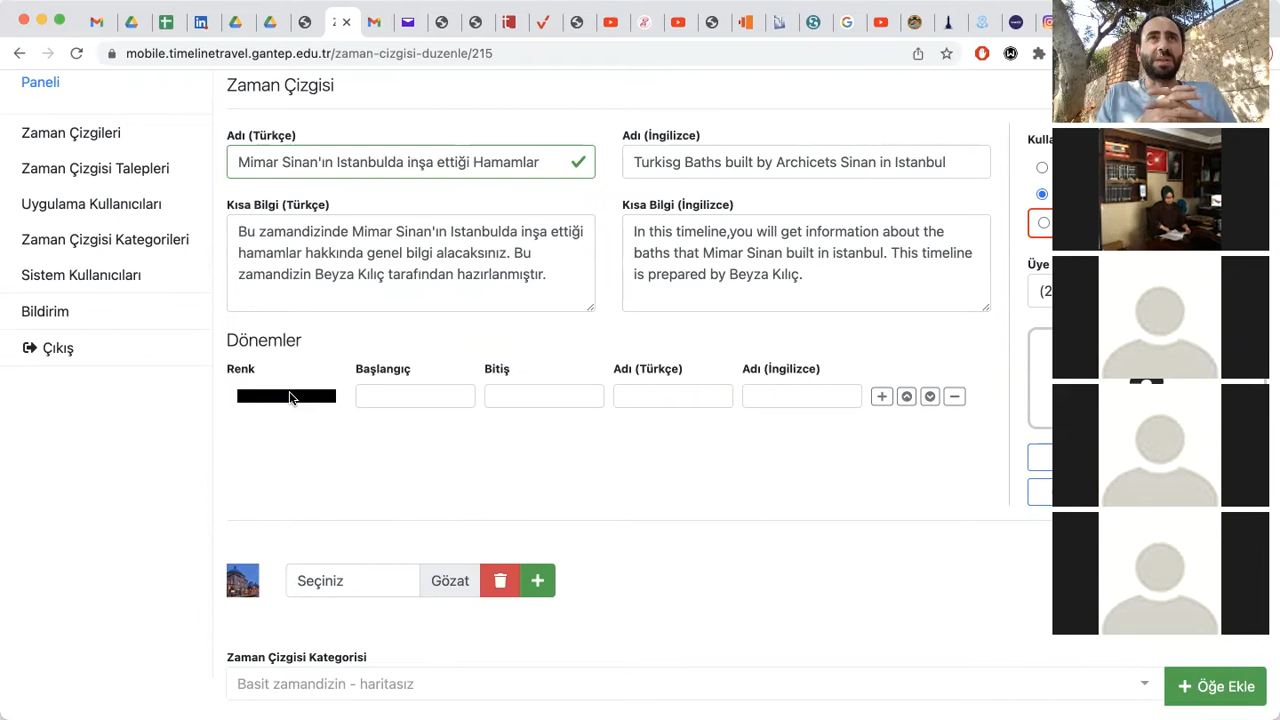 mobile.timelinetravel.gantep.edu.tr/zaman-cizgisi-duzenle/215
Paneli
Zaman Çizgileri
Zaman Çizgisi Talepleri
Uygulama Kullanıcıları
Zaman Çizgisi Kategorileri
Sistem Kullanıcıları
Bildirim
Çıkış
Zaman Çizgisi
Adı (Türkçe)
Mimar Sinan'ın Istanbulda inşa ettiği Hamamlar
Adı (İngilizce)
Turkisg Baths built by Archicets Sinan in Istanbul
Kısa Bilgi (Türkçe)
Bu zamandizinde Mimar Sinan'ın Istanbulda inşa ettiği
hamamlar hakkında genel bilgi alacaksınız. Bu
zamandizin Beyza Kılıç tarafından hazırlanmıştır.
Kısa Bilgi (İngilizce)
In this timeline,you will get information about the
baths that Mimar Sinan built in istanbul. This timeline
is prepared by Beyza Kılıç.
Kulla
Üye
(2
Dönemler
Renk Başlangıç Bitiş Adı (Türkçe) Adı (İngilizce)
Seçiniz Gözat
Zaman Çizgisi Kategorisi
Basit zamandizin - haritasız
Öğe Ekle